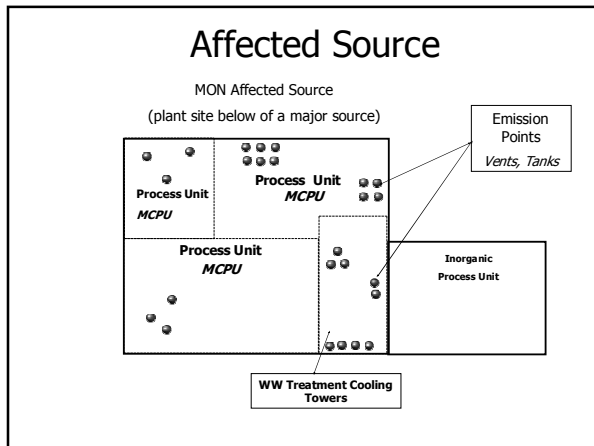 Affected Source
MON Affected Source
(plant site below of a major source)
Emission
Points
Vents, Tanks
Process Unit
MCPU
Process Unit
MCPU
Process Unit
MCPU
Inorganic
Process Unit
WW Treatment Cooling
Towers